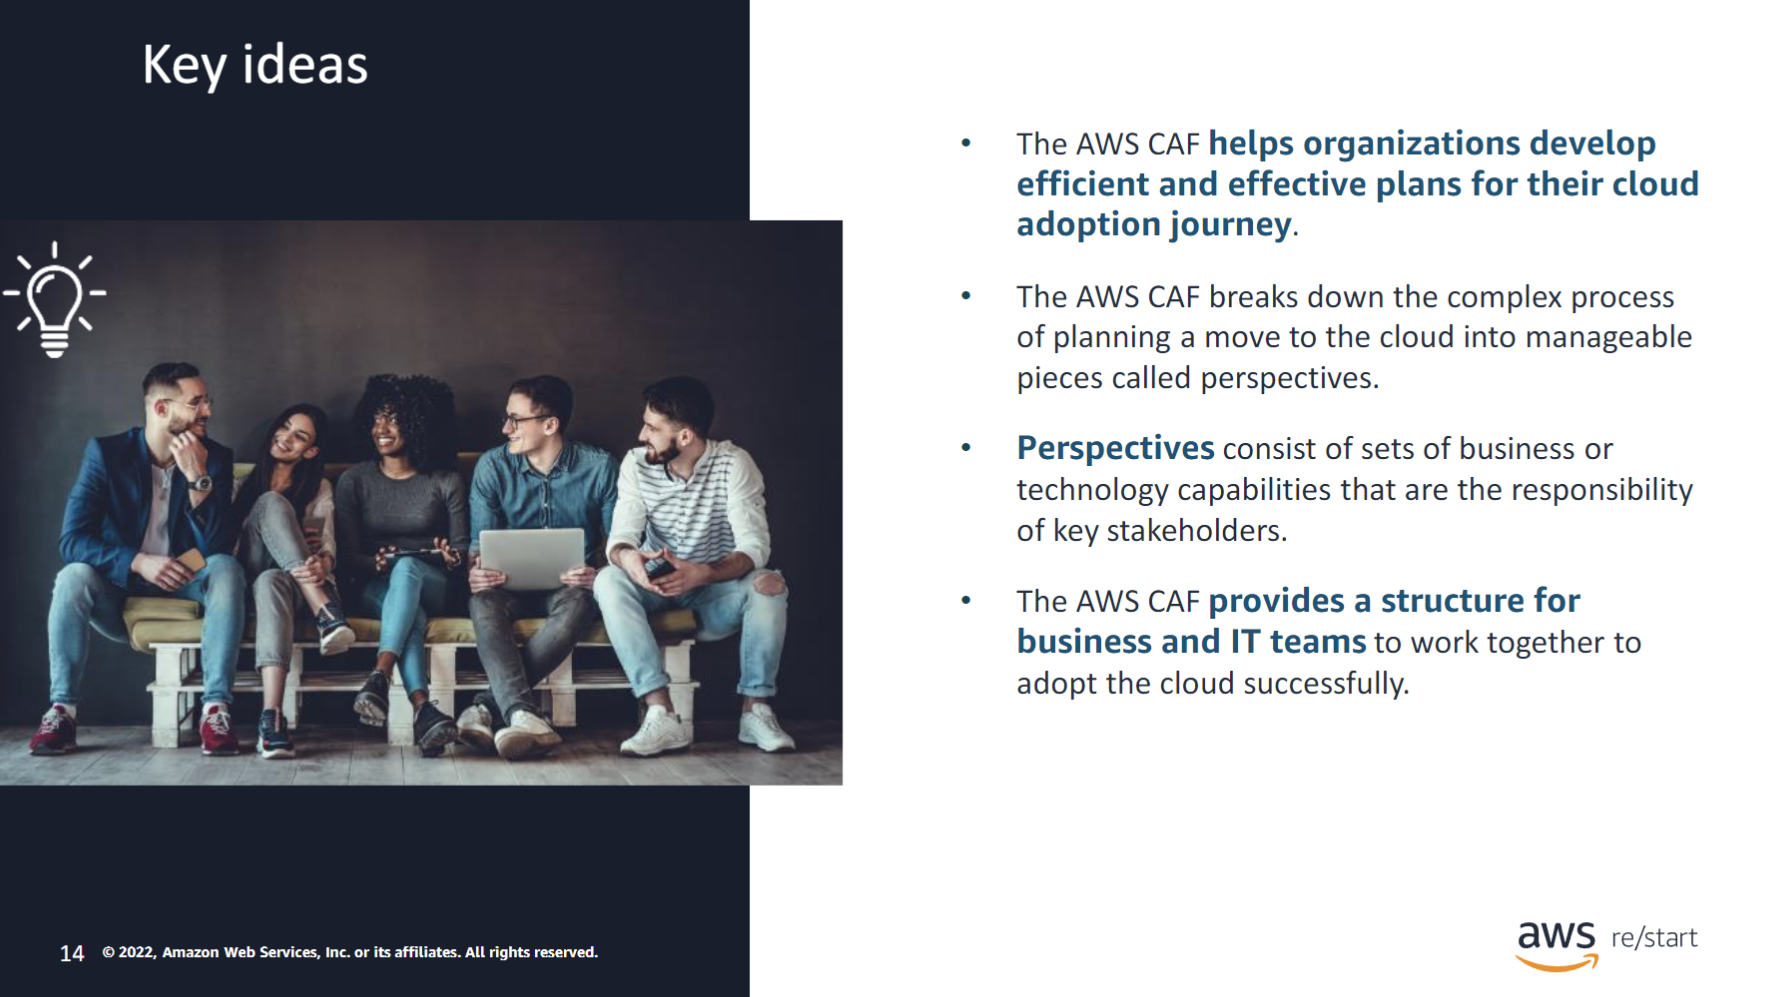 Key ideas
• The AWS CAF helps organizations develop
efficient and effective plans for their cloud
adoption journey.
• The AWS CAF breaks down the complex process
of planning a move to the cloud into manageable
pieces called perspectives.
• Perspectives consist of sets of business or
technology capabilities that are the responsibility
of key stakeholders.
• The AWS CAF provides a structure for
business and IT teams to work together to
adopt the cloud successfully.
14 © 2022, Amazon Web Services, Inc. or its affiliates. All rights reserved.
aws re/start